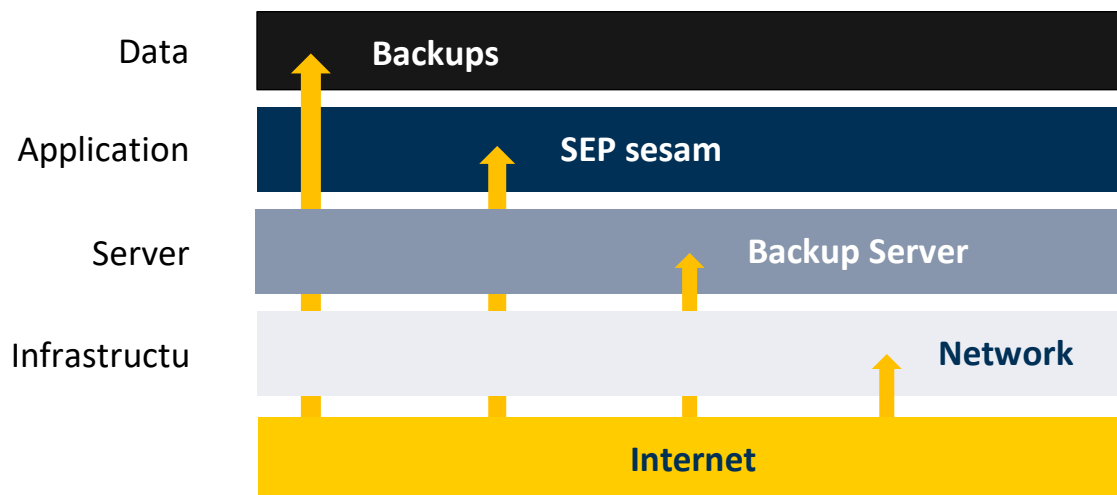 Data
Backups
Application
SEP sesam
Server
Backup Server
Infrastructu
Network
Internet